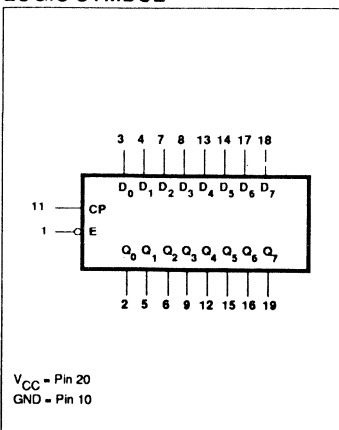 LOGIC SYMBOL
3 4 7 8 13 14 17 18
D0 D1 D2 D3 D4 D5 D6 D7
11 CP
1 E
Q0 Q1 Q2 Q3 Q4 Q5 Q6 Q7
2 5 6 9 12 15 16 19
VCC = Pin 20
GND = Pin 10